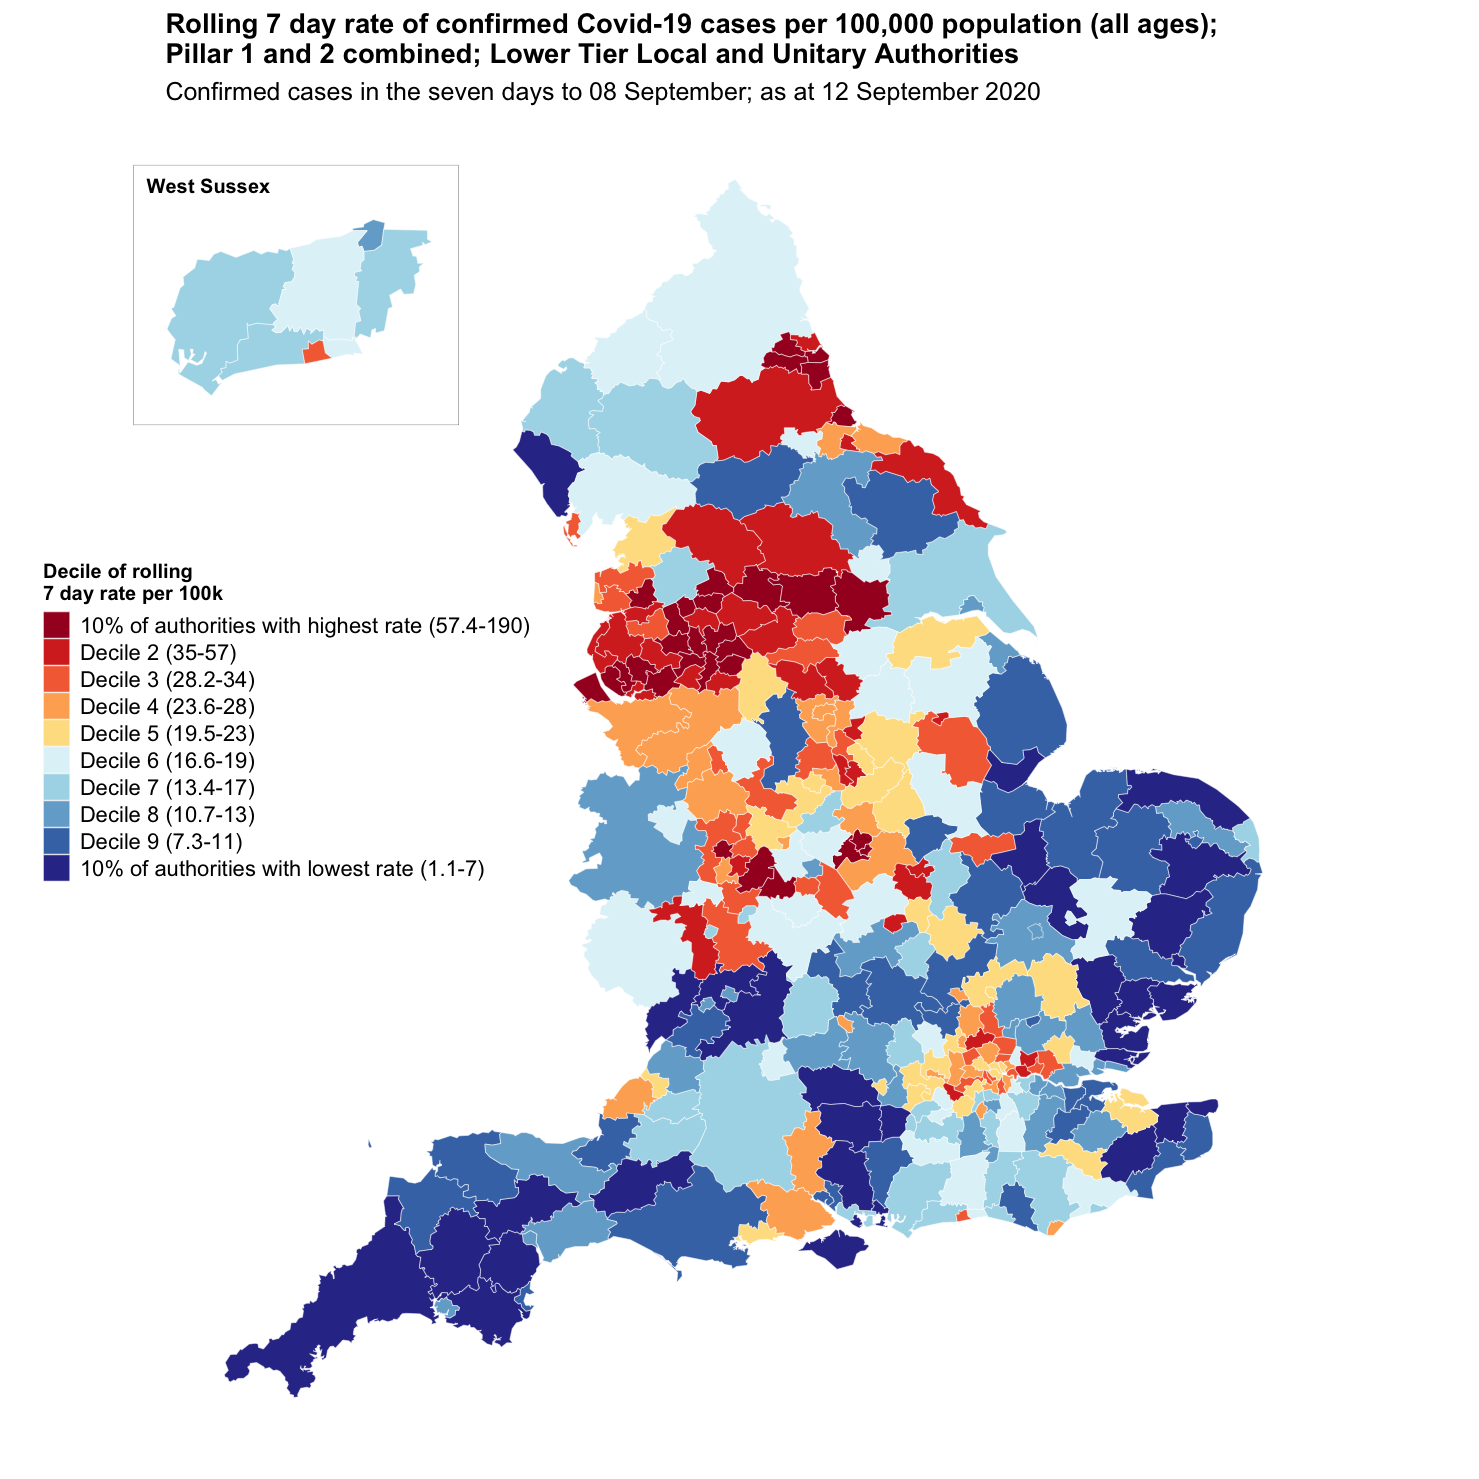 Rolling 7 day rate of confirmed Covid-19 cases per 100,000 population (all ages);
Pillar 1 and 2 combined; Lower Tier Local and Unitary Authorities
Confirmed cases in the seven days to 08 September; as at 12 September 2020
West Sussex
Decile of rolling
7 day rate per 100k
10% of authorities with highest rate (57.4-190)
Decile 2 (35-57)
Decile 3 (28.2-34)
Decile 4 (23.6-28)
Decile 5 (19.5-23)
Decile 6 (16.6-19)
Decile 7 (13.4-17)
Decile 8 (10.7-13)
Decile 9 (7.3-11)
10% of authorities with lowest rate (1.1-7)